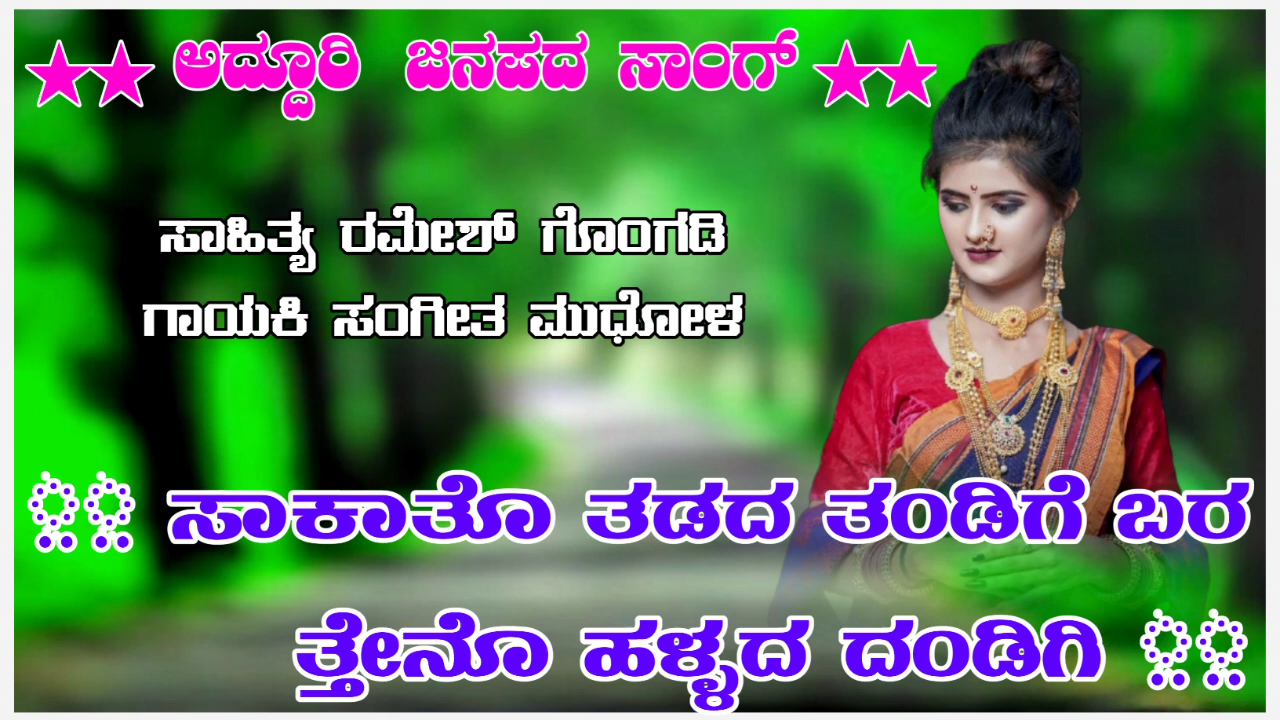 ★★ ಅದ್ದೂರಿ ಜನಪದ ಸಾಂಗ್ ★★
ಸಾಹಿತ್ಯ ರಮೇಶ್ ಗೊಂಗಡಿ
ಗಾಯಕಿ ಸಂಗೀತ ಮುಧೋಳ
ಸಾಕಾತೊ ತಡದ ತಂಡಿಗೆ ಬರ
ತ್ತೇನೊ ಹಳ್ಳದ ದಂಡಿಗಿ